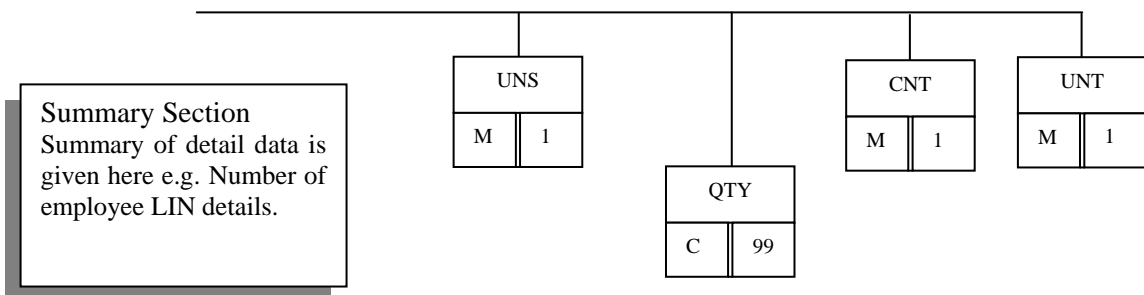 Summary Section
Summary of detail data is
given here e.g. Number of
employee LIN details.
UNS
M 1
QTY
C 99
CNT
M 1
UNT
M 1